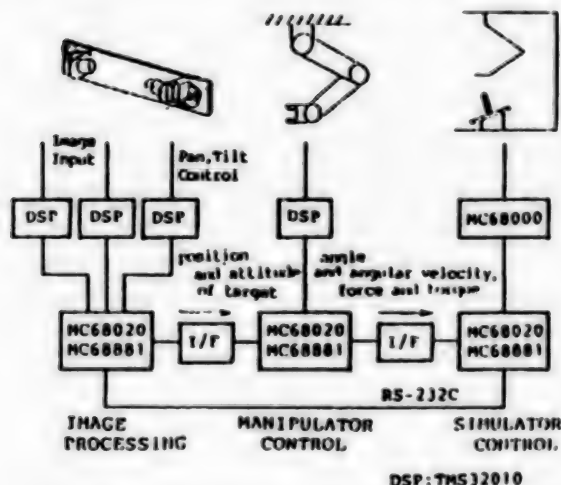 Image
Input
Pan,Tilt
Control
DSP
DSP
DSP
DSP
MC68000
position
and attitude
of target
angle
and angular velocity,
force and torque
MC68020
MC68881
I/F
MC68020
MC68881
I/F
MC68020
MC68881
RS-232C
IMAGE
PROCESSING
MANIPULATOR
CONTROL
SIMULATOR
CONTROL
DSP:TMS32010